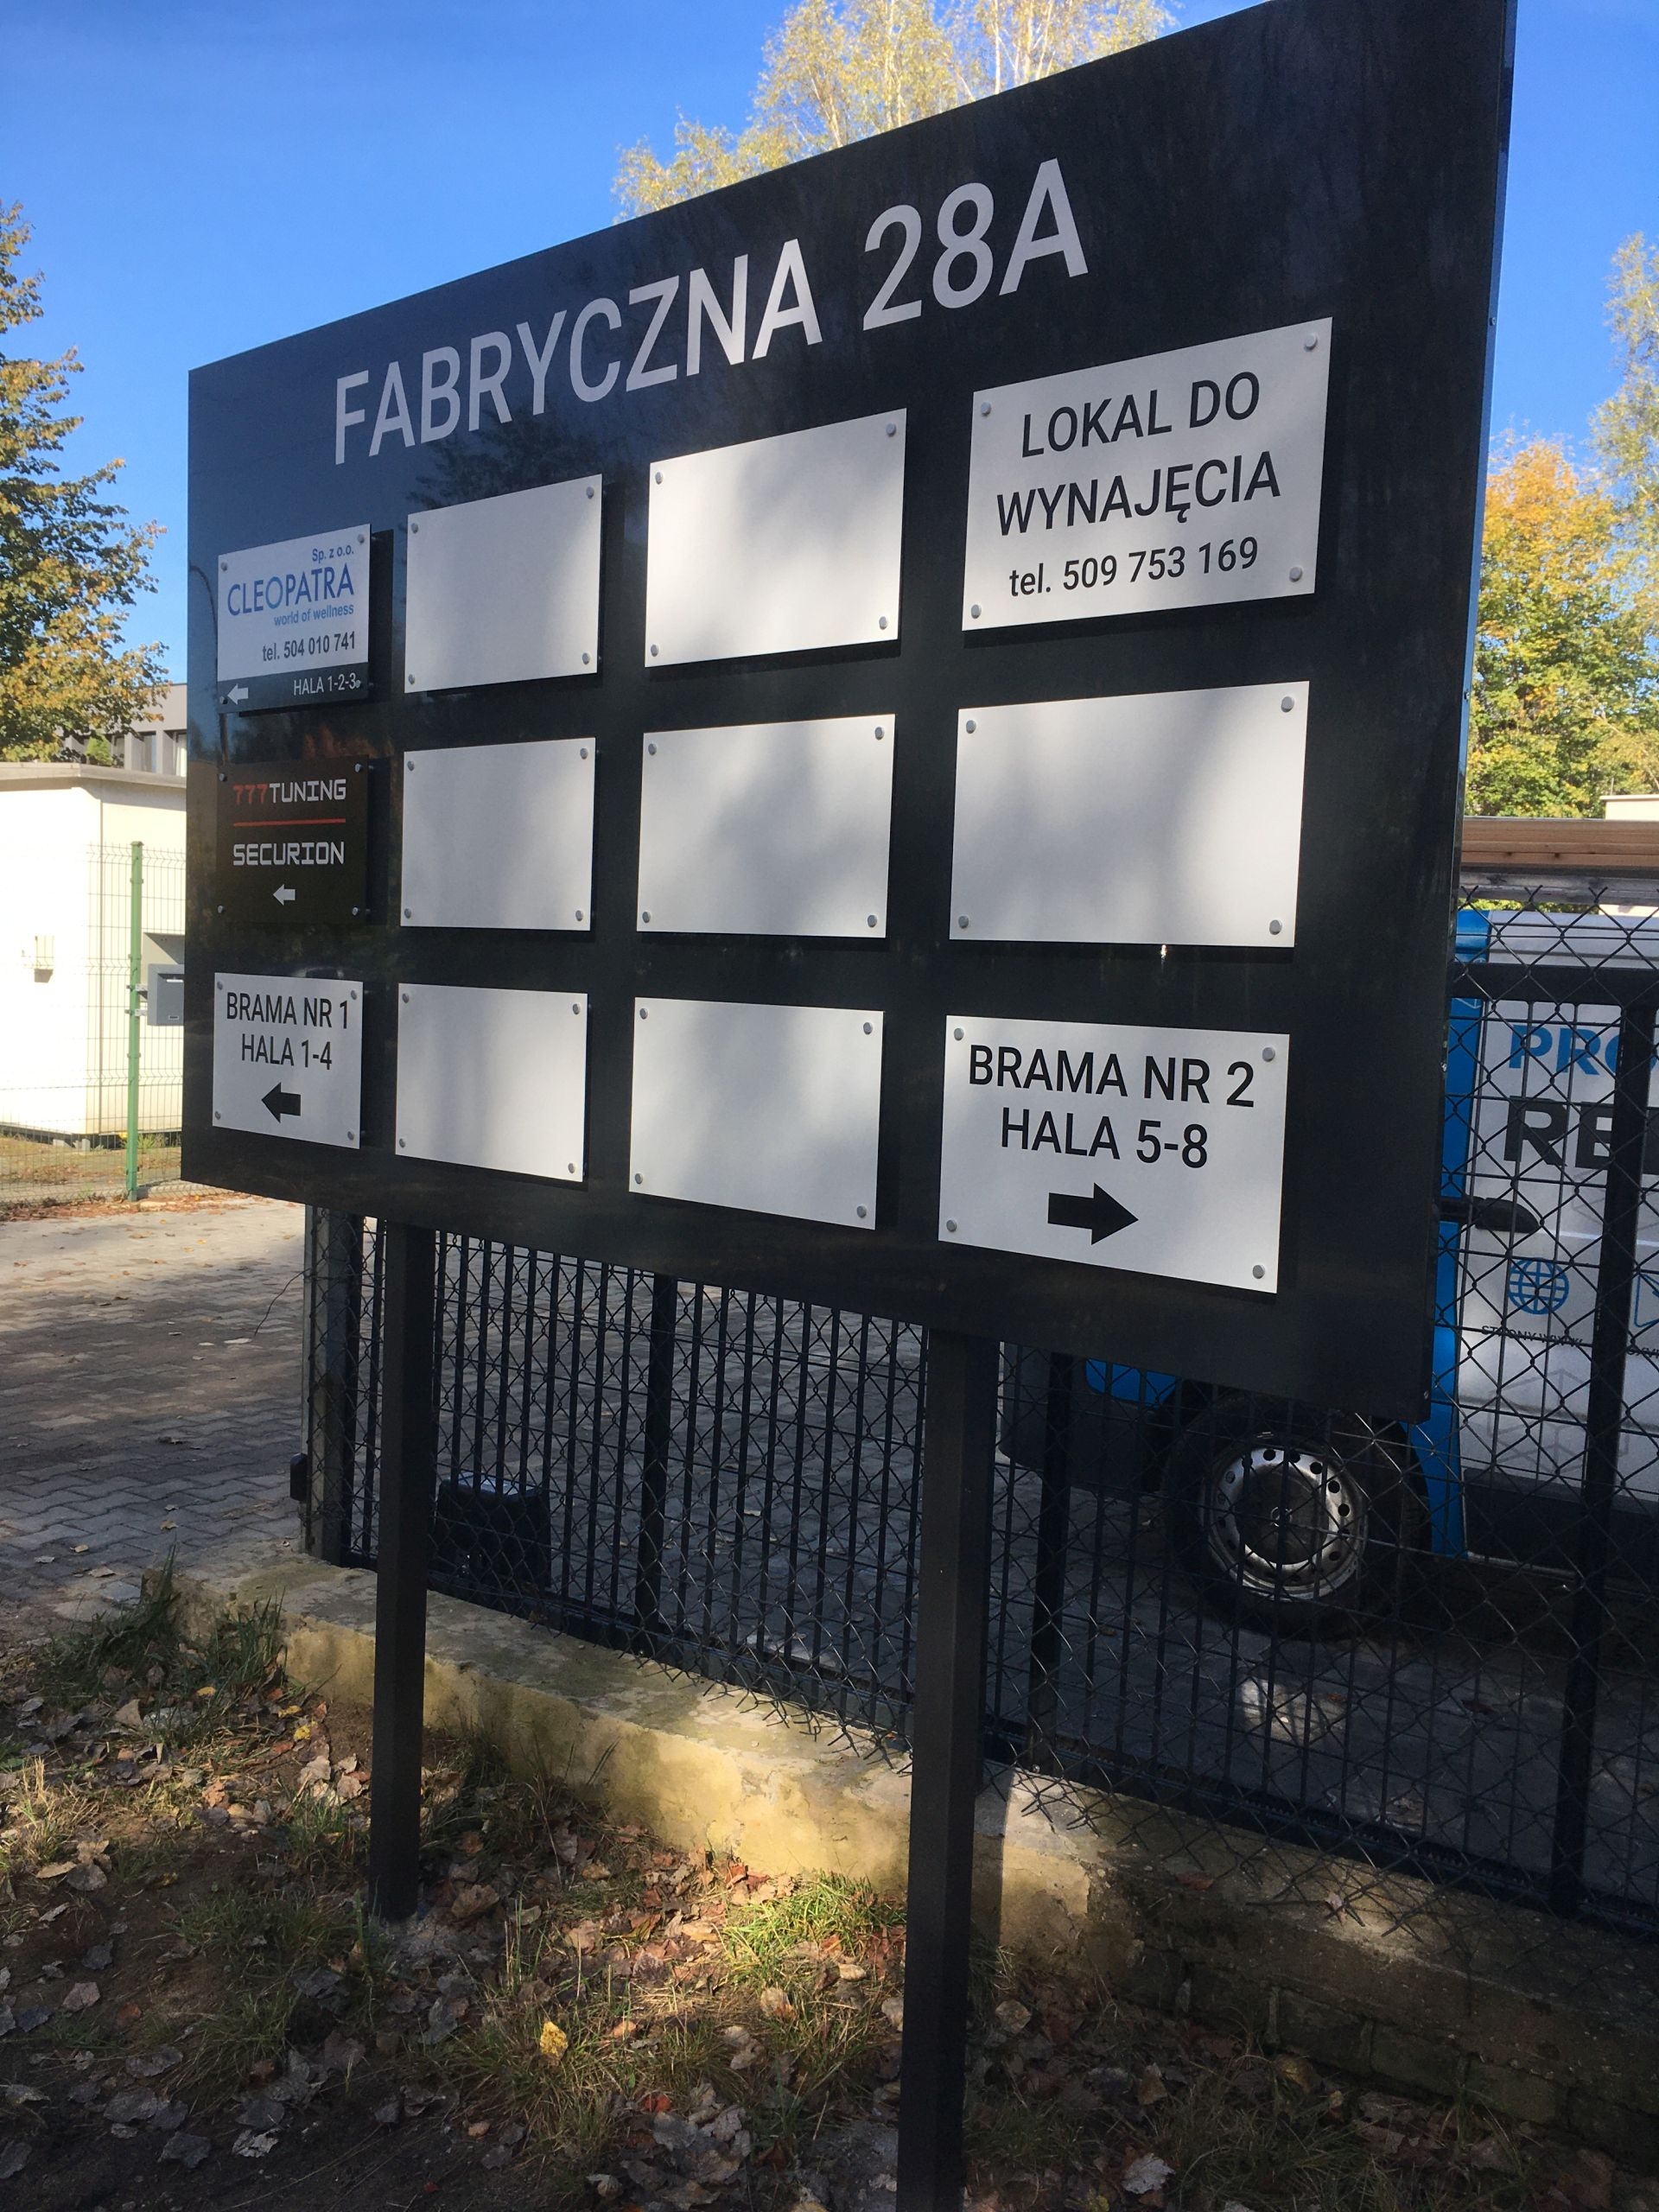 FABRYCZNA 28A
Sp. z o.o.
CLEOPATRA
world of wellness
tel. 504 010 741
HALA 1-2-3
LOKAL DO
WYNAJĘCIA
tel. 509 753 169
777TUNING
SECURION
BRAMA NR 1
HALA 1-4
BRAMA NR 2
HALA 5-8